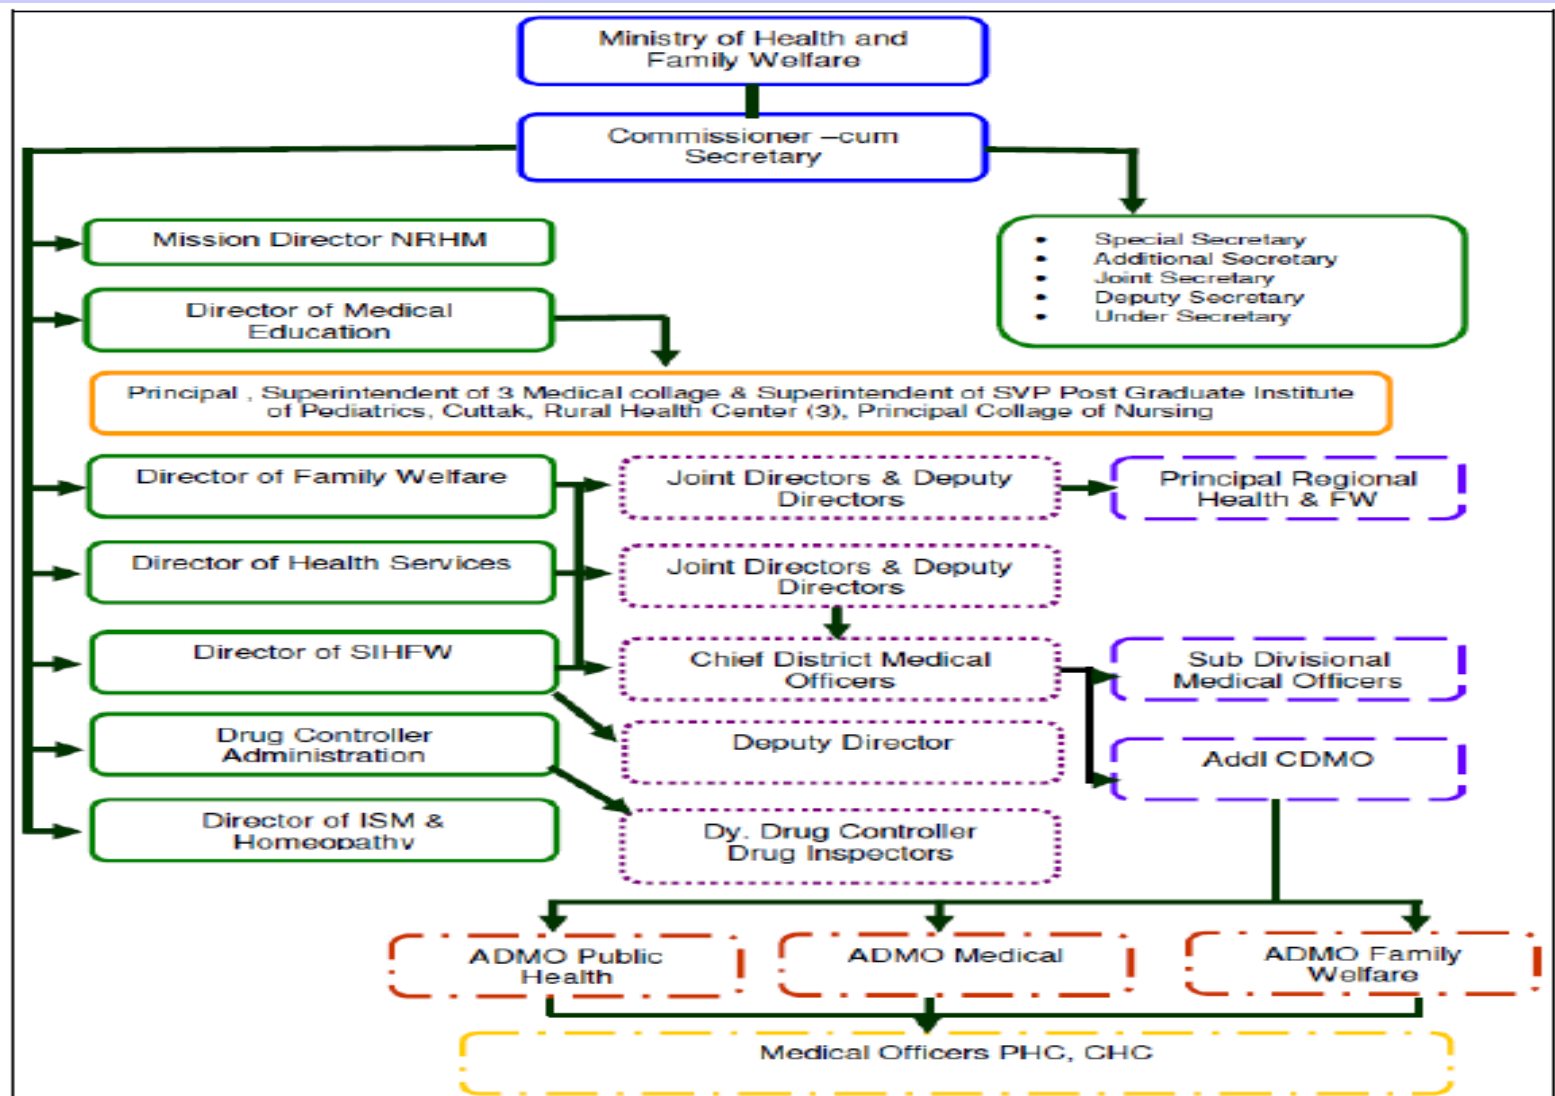 Ministry of Health and
Family Welfare
Commissioner –cum
Secretary
Mission Director NRHM
• Special Secretary
• Additional Secretary
• Joint Secretary
• Deputy Secretary
• Under Secretary
Director of Medical
Education
Principal , Superintendent of 3 Medical collage & Superintendent of SVP Post Graduate Institute
of Pediatrics, Cuttak, Rural Health Center (3), Principal Collage of Nursing
Director of Family Welfare
Joint Directors & Deputy
Directors
Principal Regional
Health & FW
Director of Health Services
Joint Directors & Deputy
Directors
Director of SIHFW
Chief District Medical
Officers
Sub Divisional
Medical Officers
Drug Controller
Administration
Deputy Director
Addl CDMO
Director of ISM &
Homeopathy
Dy. Drug Controller
Drug Inspectors
ADMO Public
Health
ADMO Medical
ADMO Family
Welfare
Medical Officers PHC, CHC